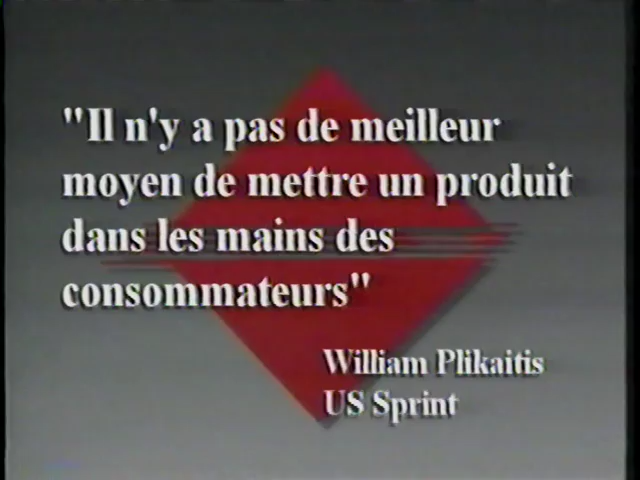 "Il n'y a pas de meilleur
moyen de mettre un produit
dans les mains des
consommateurs"
William Plikaitis
US Sprint